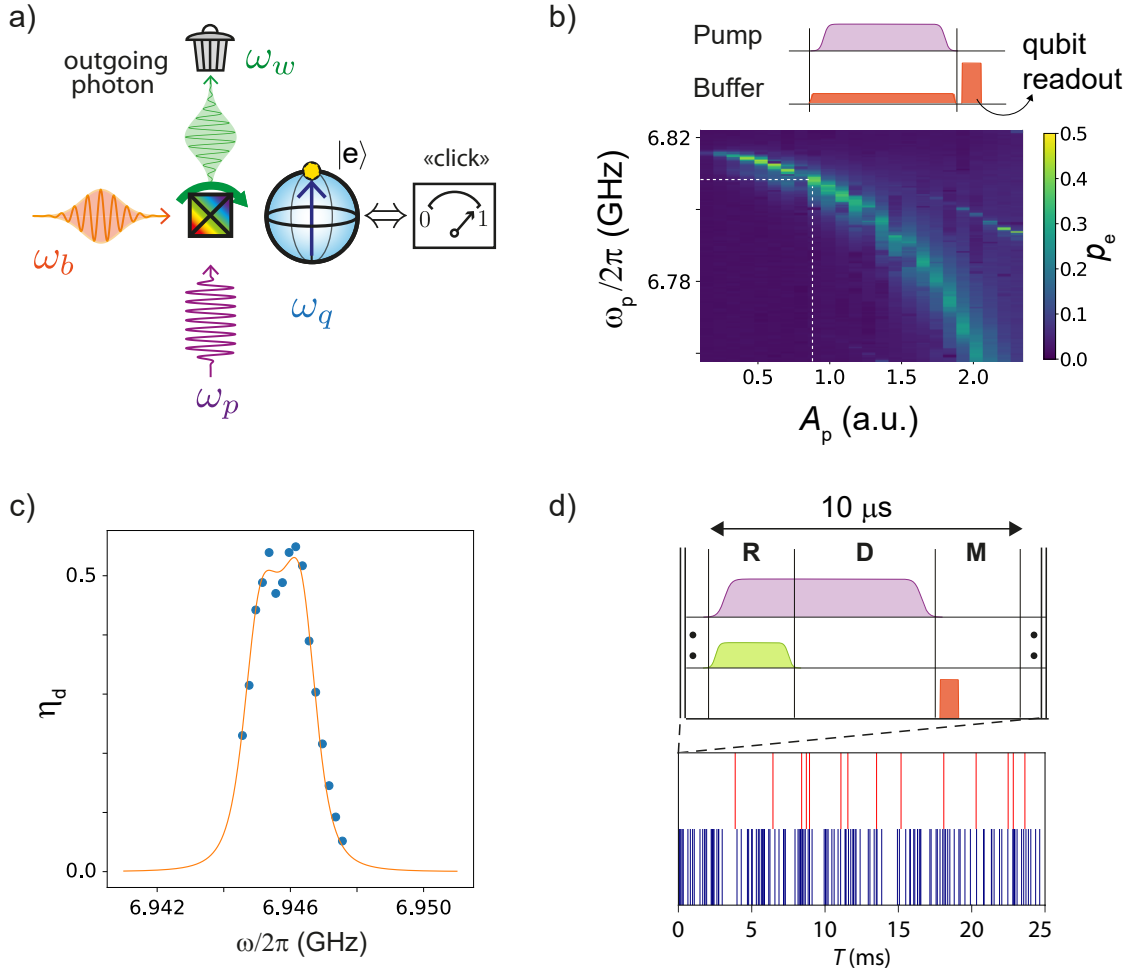 a)
outgoing
photon
ω_w
|e⟩
«click»
0 1
ω_b
ω_q
ω_p
b)
Pump
Buffer
qubit
readout
6.82
6.78
ω_p/2π (GHz)
0.5 1.0 1.5 2.0
A_p (a.u.)
0.5
0.4
0.3
0.2
0.1
0.0
p_e
c)
0.5
0.0
η_d
6.942 6.946 6.950
ω/2π (GHz)
d)
10 μs
R D M
0 5 10 15 20 25
T (ms)